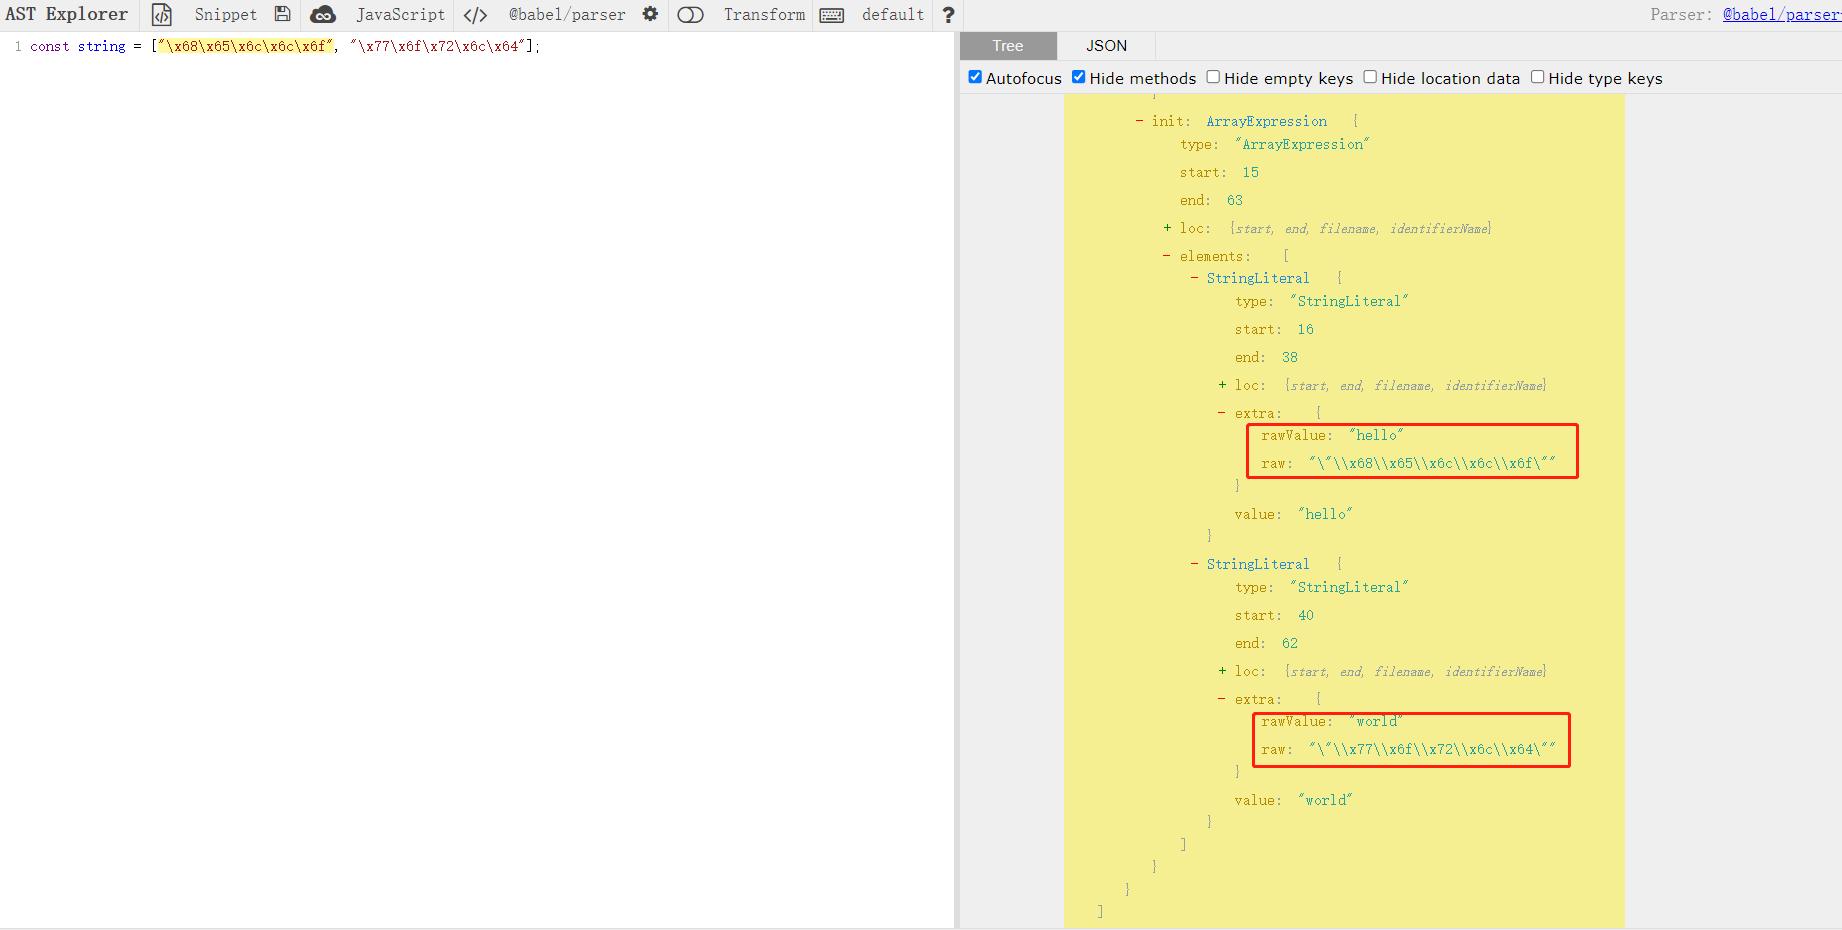 AST Explorer Snippet JavaScript </> @babel/parser Transform default ? Parser: @babel/parser
1 const string = ["\x68\x65\x6c\x6c\x6f", "\x77\x6f\x72\x6c\x64"];
Tree JSON
Autofocus Hide methods Hide empty keys Hide location data Hide type keys
}
- init: ArrayExpression {
type: "ArrayExpression"
start: 15
end: 63
+ loc: {start, end, filename, identifierName}
- elements: [
- StringLiteral {
type: "StringLiteral"
start: 16
end: 38
+ loc: {start, end, filename, identifierName}
- extra: {
rawValue: "hello"
raw: "\"\\x68\\x65\\x6c\\x6c\\x6f\""
}
value: "hello"
}
- StringLiteral {
type: "StringLiteral"
start: 40
end: 62
+ loc: {start, end, filename, identifierName}
- extra: {
rawValue: "world"
raw: "\"\\x77\\x6f\\x72\\x6c\\x64\""
}
value: "world"
}
]
}
}
]